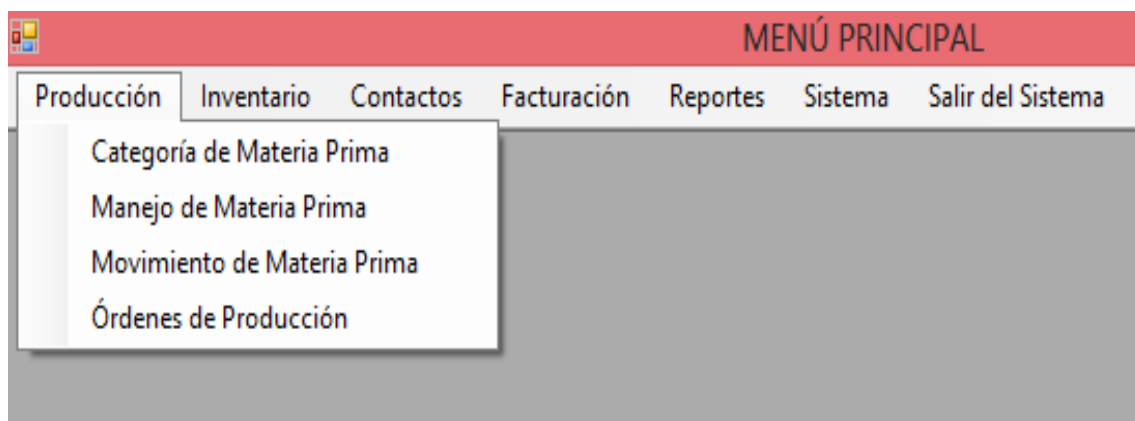 MENÚ PRINCIPAL
Producción Inventario Contactos Facturación Reportes Sistema Salir del Sistema
Categoría de Materia Prima
Manejo de Materia Prima
Movimiento de Materia Prima
Órdenes de Producción